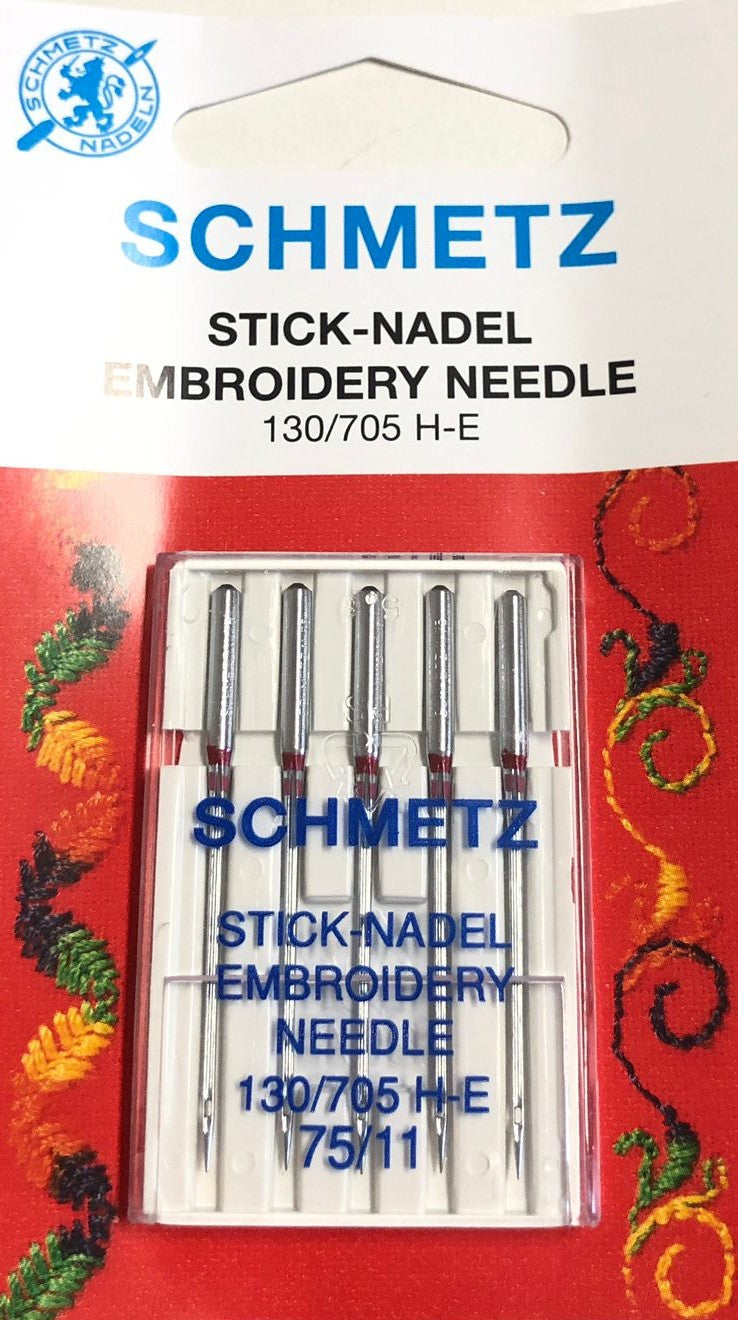 SCHMETZ
NADELN
SCHMETZ
STICK-NADEL
EMBROIDERY NEEDLE
130/705 H-E
SCHMETZ
STICK-NADEL
EMBROIDERY
NEEDLE
130/705 H-E
75/11